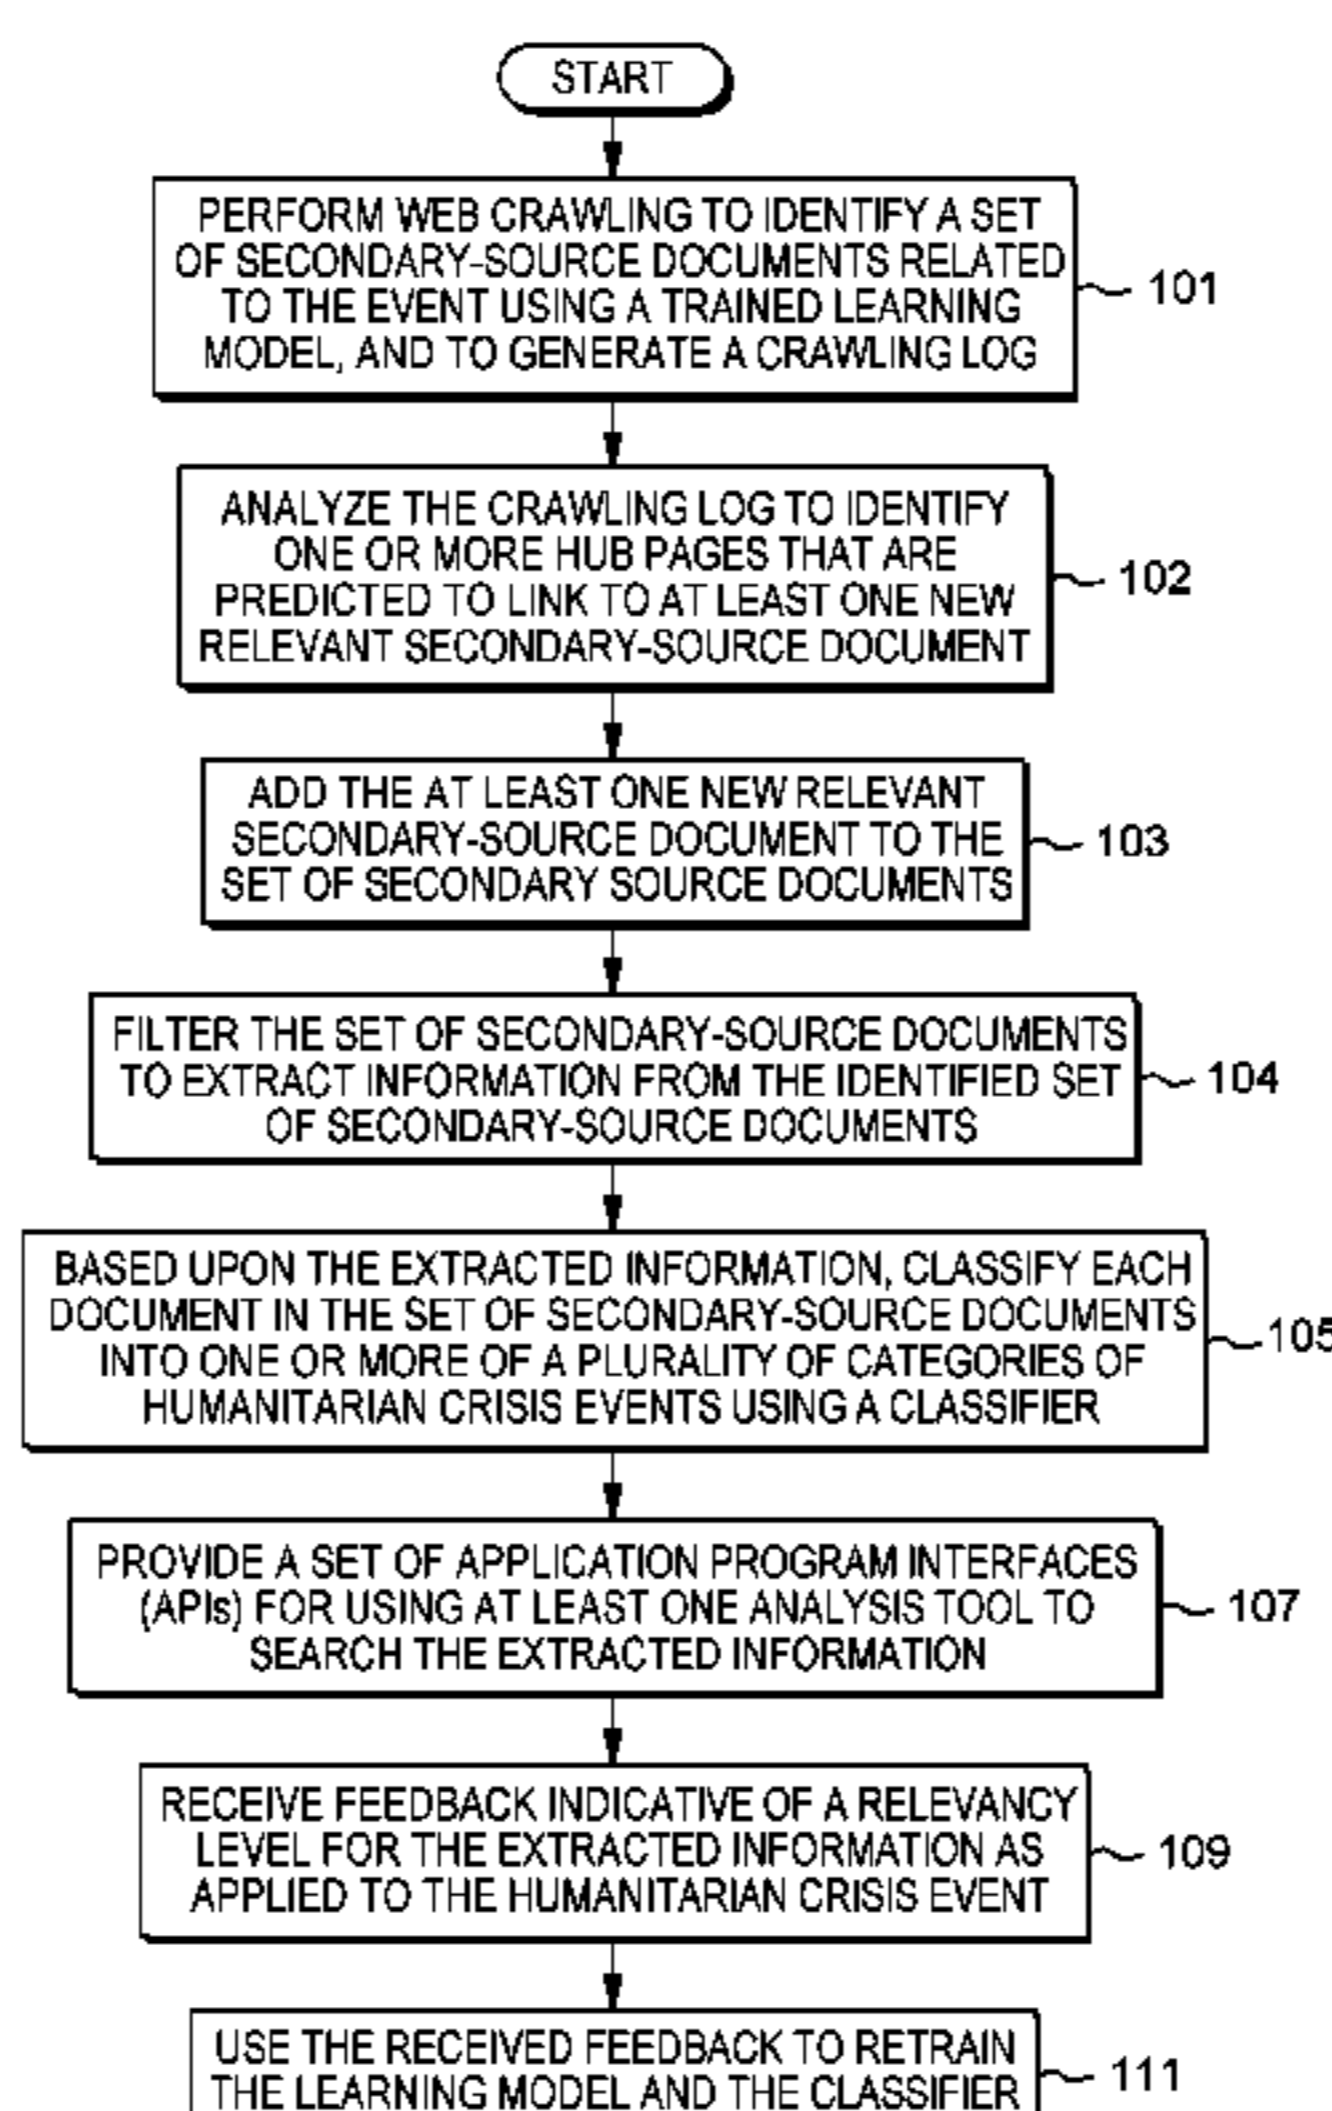 START
PERFORM WEB CRAWLING TO IDENTIFY A SET
OF SECONDARY-SOURCE DOCUMENTS RELATED
TO THE EVENT USING A TRAINED LEARNING
MODEL, AND TO GENERATE A CRAWLING LOG
101
ANALYZE THE CRAWLING LOG TO IDENTIFY
ONE OR MORE HUB PAGES THAT ARE
PREDICTED TO LINK TO AT LEAST ONE NEW
RELEVANT SECONDARY-SOURCE DOCUMENT
102
ADD THE AT LEAST ONE NEW RELEVANT
SECONDARY-SOURCE DOCUMENT TO THE
SET OF SECONDARY SOURCE DOCUMENTS
103
FILTER THE SET OF SECONDARY-SOURCE DOCUMENTS
TO EXTRACT INFORMATION FROM THE IDENTIFIED SET
OF SECONDARY-SOURCE DOCUMENTS
104
BASED UPON THE EXTRACTED INFORMATION, CLASSIFY EACH
DOCUMENT IN THE SET OF SECONDARY-SOURCE DOCUMENTS
INTO ONE OR MORE OF A PLURALITY OF CATEGORIES OF
HUMANITARIAN CRISIS EVENTS USING A CLASSIFIER
105
PROVIDE A SET OF APPLICATION PROGRAM INTERFACES
(APIs) FOR USING AT LEAST ONE ANALYSIS TOOL TO
SEARCH THE EXTRACTED INFORMATION
107
RECEIVE FEEDBACK INDICATIVE OF A RELEVANCY
LEVEL FOR THE EXTRACTED INFORMATION AS
APPLIED TO THE HUMANITARIAN CRISIS EVENT
109
USE THE RECEIVED FEEDBACK TO RETRAIN
THE LEARNING MODEL AND THE CLASSIFIER
111